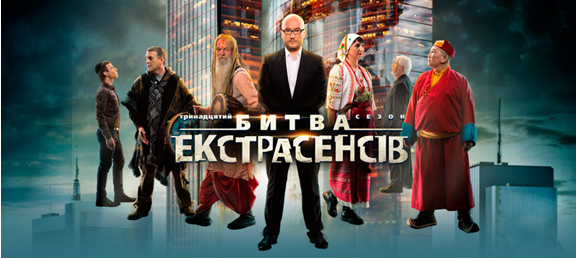 тринадцятий сезон
БИТВА
ЕКСТРАСЕНСІВ